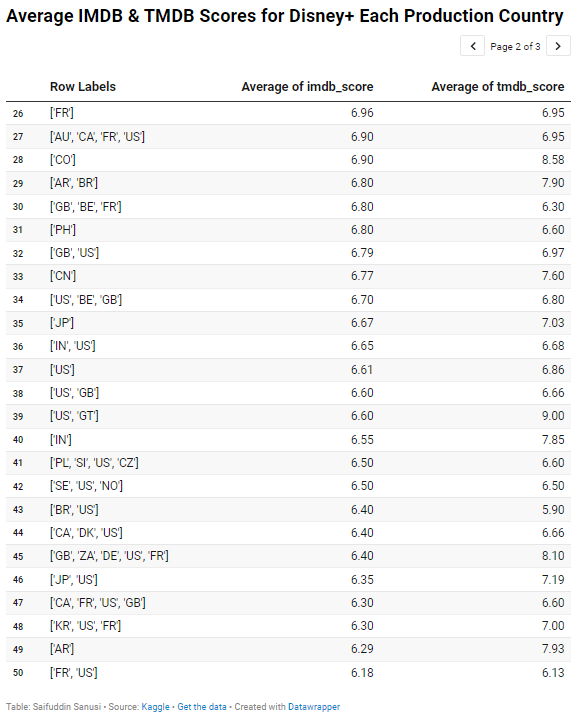 Average IMDB & TMDB Scores for Disney+ Each Production Country
Page 2 of 3
Row Labels Average of imdb_score Average of tmdb_score
26 ['FR'] 6.96 6.95
27 ['AU', 'CA', 'FR', 'US'] 6.90 6.95
28 ['CO'] 6.90 8.58
29 ['AR', 'BR'] 6.80 7.90
30 ['GB', 'BE', 'FR'] 6.80 6.30
31 ['PH'] 6.80 6.60
32 ['GB', 'US'] 6.79 6.97
33 ['CN'] 6.77 7.60
34 ['US', 'BE', 'GB'] 6.70 6.80
35 ['JP'] 6.67 7.03
36 ['IN', 'US'] 6.65 6.68
37 ['US'] 6.61 6.86
38 ['US', 'GB'] 6.60 6.66
39 ['US', 'GT'] 6.60 9.00
40 ['IN'] 6.55 7.85
41 ['PL', 'SI', 'US', 'CZ'] 6.50 6.60
42 ['SE', 'US', 'NO'] 6.50 6.50
43 ['BR', 'US'] 6.40 5.90
44 ['CA', 'DK', 'US'] 6.40 6.66
45 ['GB', 'ZA', 'DE', 'US', 'FR'] 6.40 8.10
46 ['JP', 'US'] 6.35 7.19
47 ['CA', 'FR', 'US', 'GB'] 6.30 6.60
48 ['KR', 'US', 'FR'] 6.30 7.00
49 ['AR'] 6.29 7.93
50 ['FR', 'US'] 6.18 6.13
Table: Saifuddin Sanusi • Source: Kaggle • Get the data • Created with Datawrapper